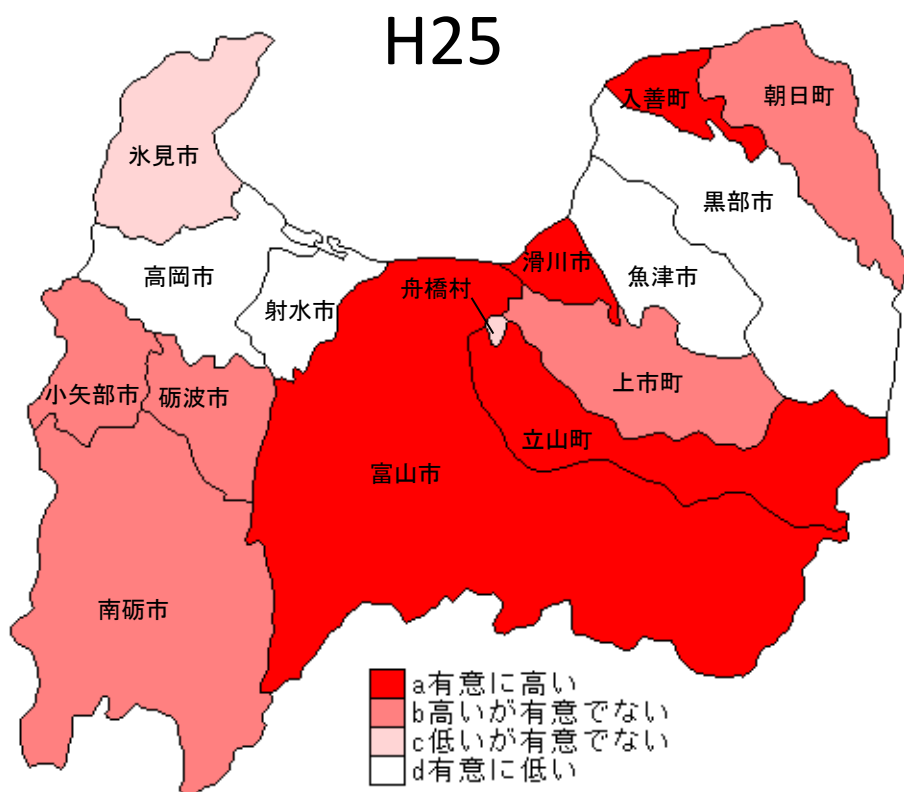 H25
入善町
朝日町
氷見市
黒部市
高岡市
滑川市
魚津市
舟橋村
射水市
小矢部市
砺波市
上市町
立山町
富山市
南砺市
a有意に高い
b高いが有意でない
c低いが有意でない
d有意に低い